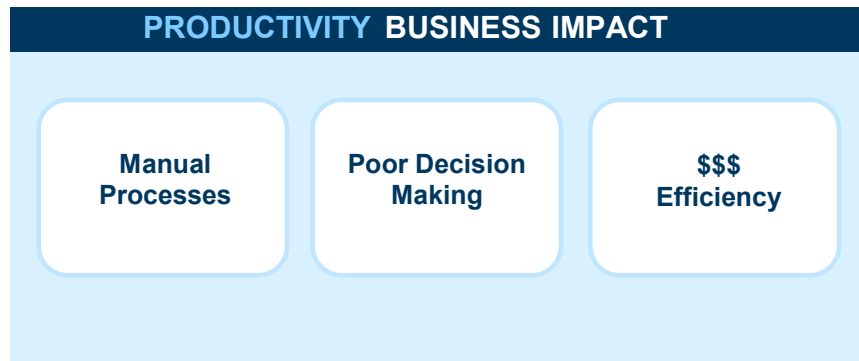 PRODUCTIVITY BUSINESS IMPACT
Manual
Processes
Poor Decision
Making
$$$
Efficiency